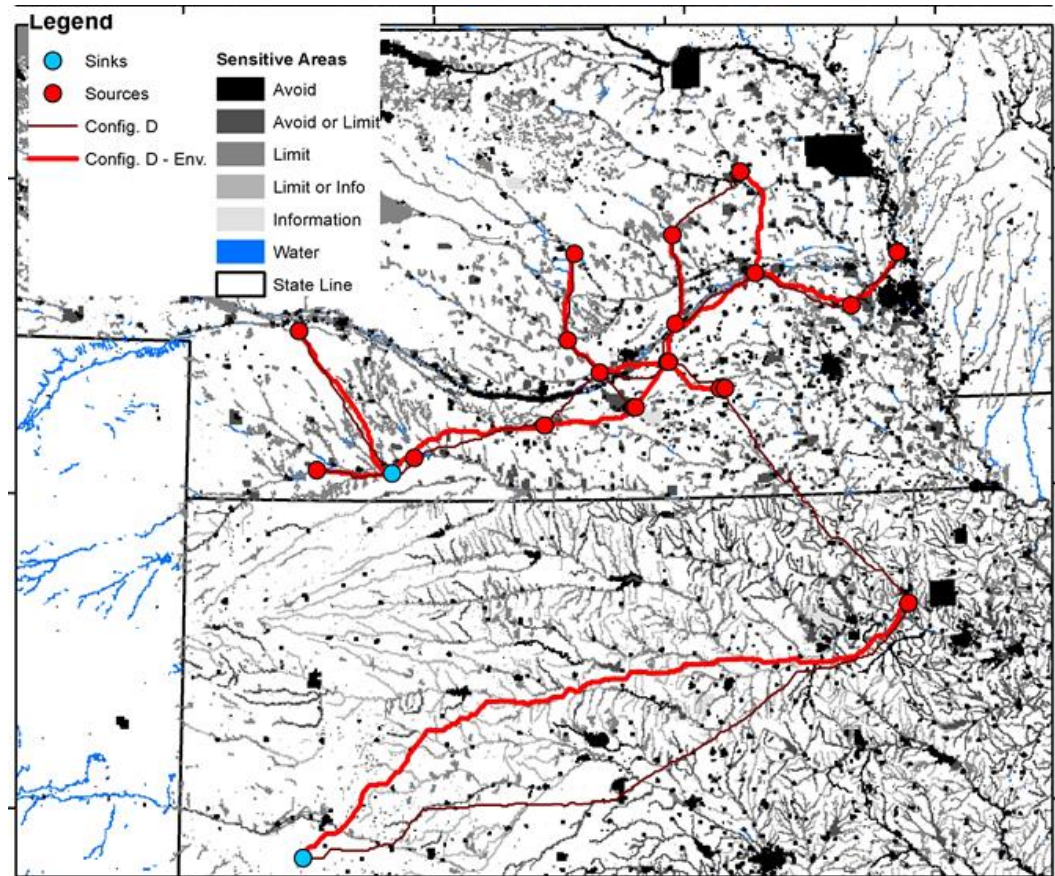 Legend
Sinks
Sources
Config. D
Config. D - Env.
Sensitive Areas
Avoid
Avoid or Limit
Limit
Limit or Info
Information
Water
State Line